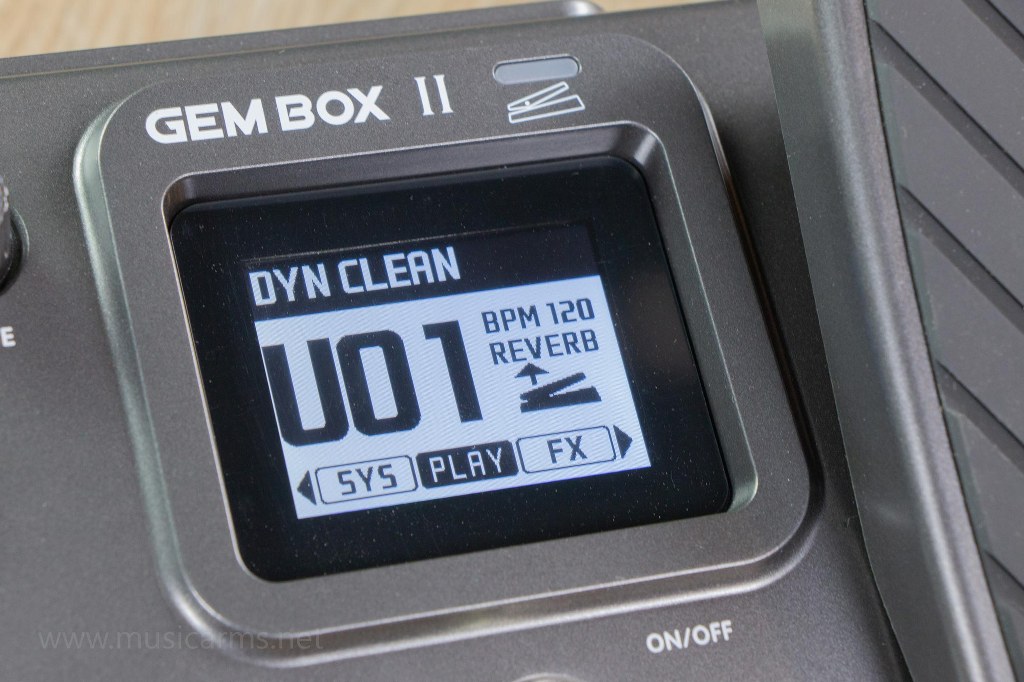 GEM BOX II
DYN CLEAN
U01
BPM 120
REVERB
SYS PLAY FX
E
www.musicarms.net
ON/OFF